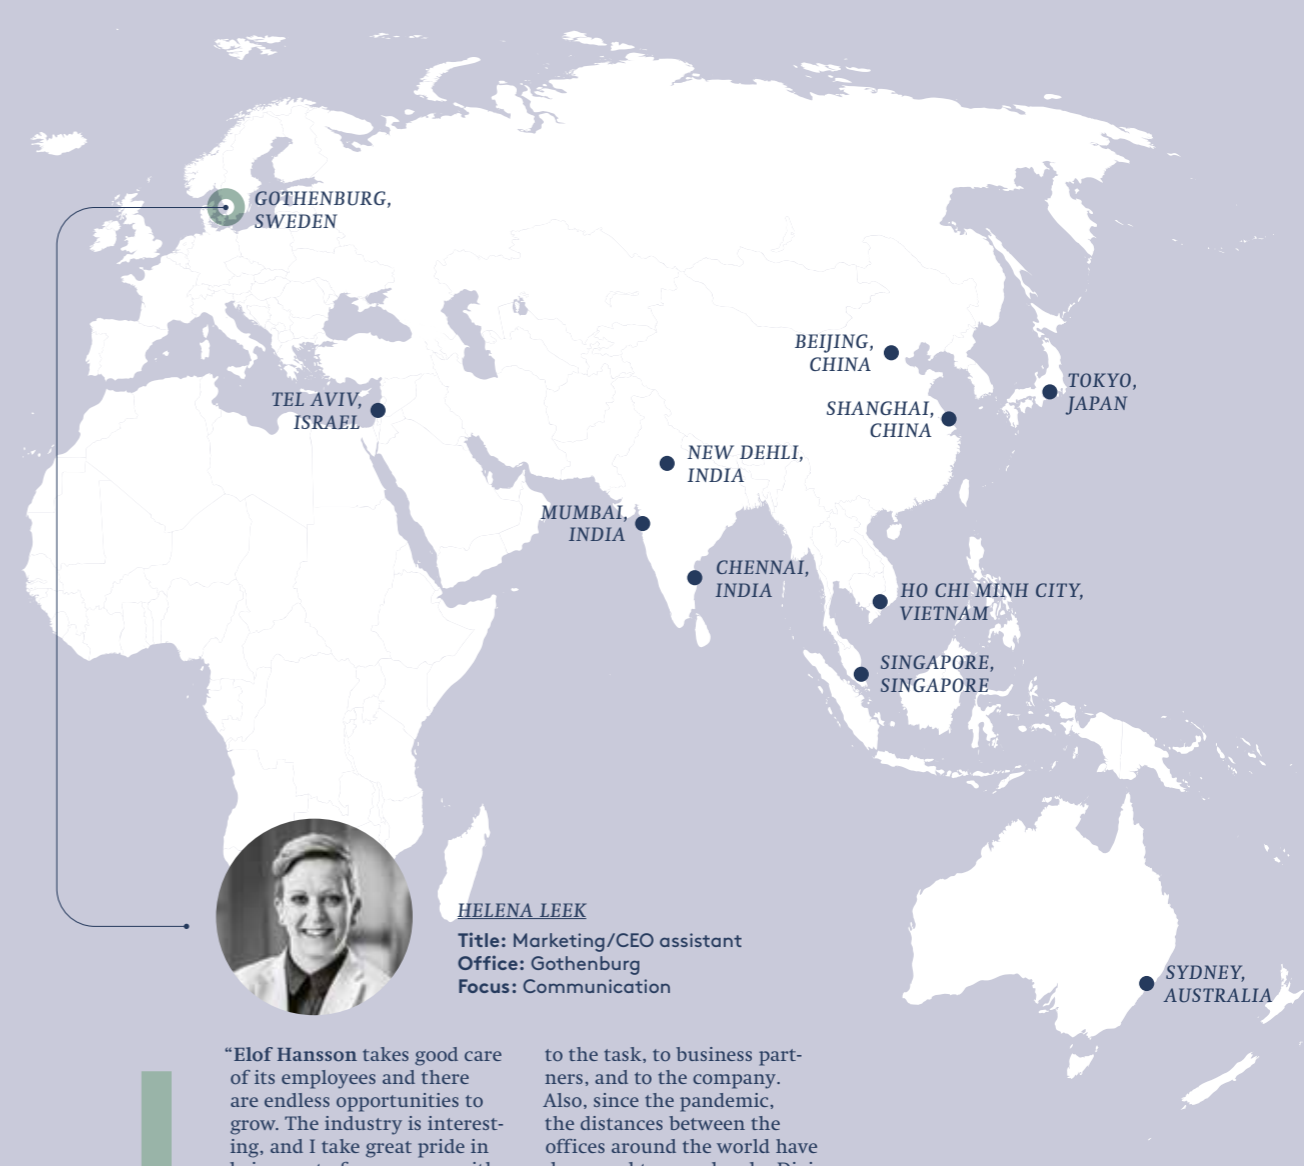 GOTHENBURG,
SWEDEN
BEIJING,
CHINA
TOKYO,
JAPAN
TEL AVIV,
ISRAEL
SHANGHAI,
CHINA
NEW DEHLI,
INDIA
MUMBAI,
INDIA
CHENNAI,
INDIA
HO CHI MINH CITY,
VIETNAM
SINGAPORE,
SINGAPORE
SYDNEY,
AUSTRALIA
HELENA LEEK
Title: Marketing/CEO assistant
Office: Gothenburg
Focus: Communication
“Elof Hansson takes good care
of its employees and there
are endless opportunities to
grow. The industry is interest-
ing, and I take great pride in
to the task, to business part-
ners, and to the company.
Also, since the pandemic,
the distances between the
offices around the world have